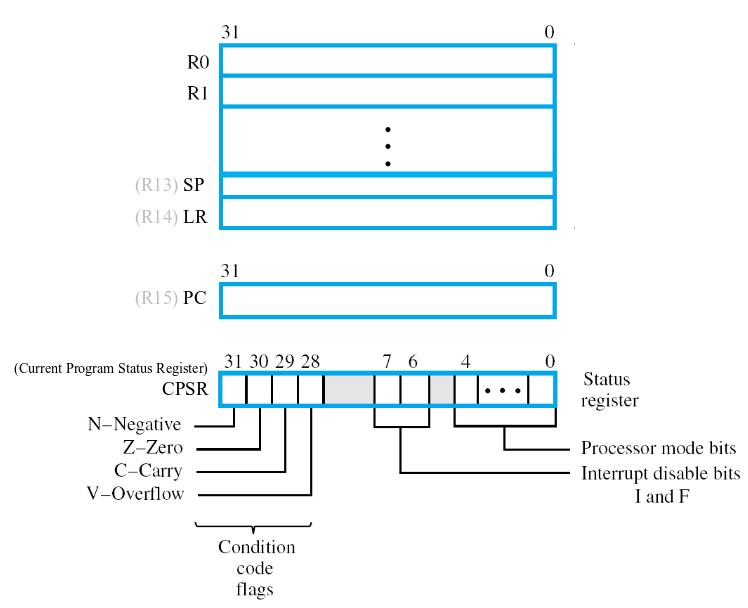 31 0
R0
R1
(R13) SP
(R14) LR
31 0
(R15) PC
(Current Program Status Register) 31 30 29 28 7 6 4 0
CPSR
Status
register
N–Negative
Z–Zero
C–Carry
V–Overflow
Processor mode bits
Interrupt disable bits
I and F
Condition
code
flags